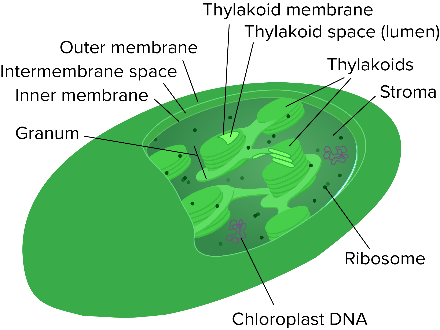 Thylakoid membrane
Thylakoid space (lumen)
Outer membrane
Thylakoids
Intermembrane space
Stroma
Inner membrane
Granum
Ribosome
Chloroplast DNA